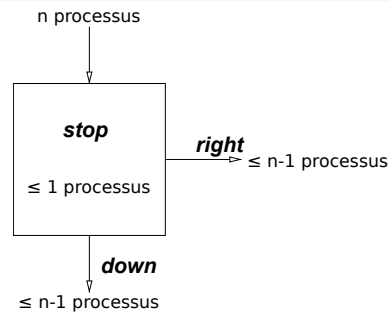 n processus
stop
right
≤ n-1 processus
≤ 1 processus
down
≤ n-1 processus